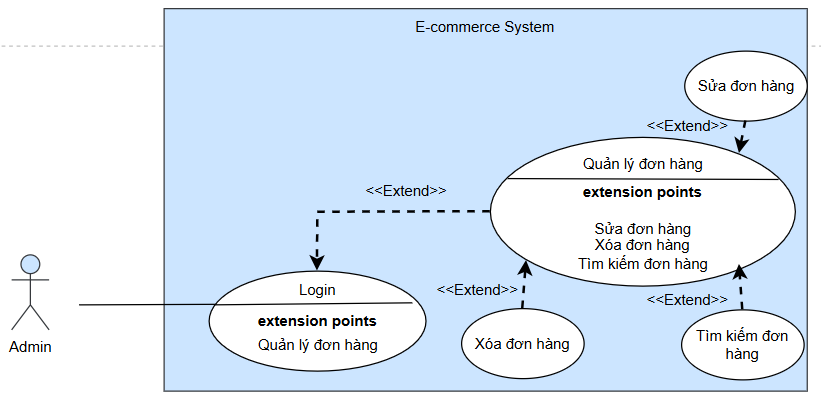 E-commerce System
Sửa đơn hàng
<<Extend>>
Quản lý đơn hàng
extension points
Sửa đơn hàng
Xóa đơn hàng
Tìm kiếm đơn hàng
<<Extend>>
<<Extend>>
<<Extend>>
Login
extension points
Quản lý đơn hàng
Admin
Xóa đơn hàng
Tìm kiếm đơn
hàng